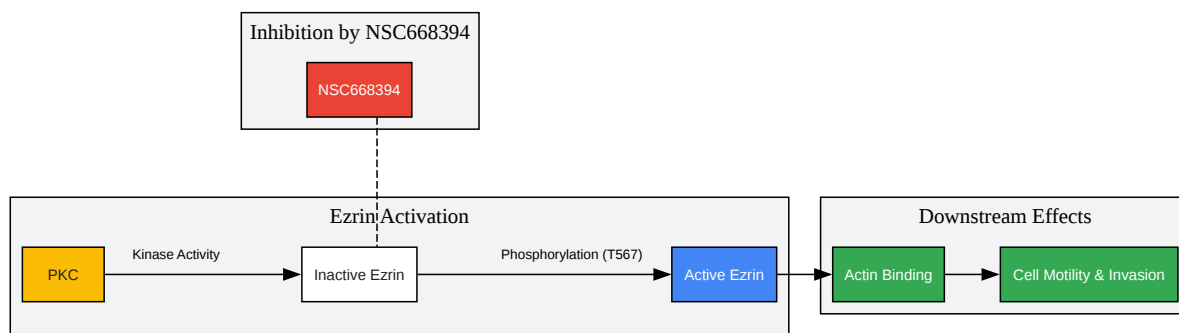 Inhibition by NSC668394
NSC668394
Ezrin Activation
Downstream Effects
PKC
Kinase Activity
Inactive Ezrin
Phosphorylation (T567)
Active Ezrin
Actin Binding
Cell Motility & Invasion